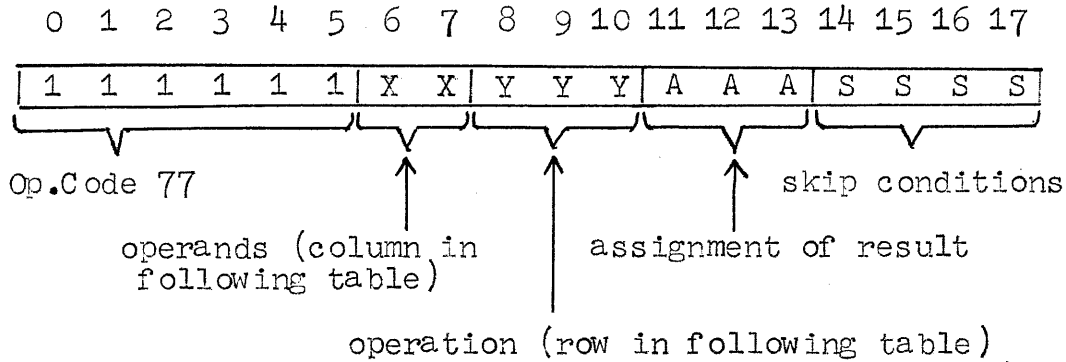 0 1 2 3 4 5 6 7 8 9 10 11 12 13 14 15 16 17
1 1 1 1 1 1 X X Y Y Y A A A S S S S
Op.Code 77
skip conditions
operands (column in
following table)
assignment of result
operation (row in following table)